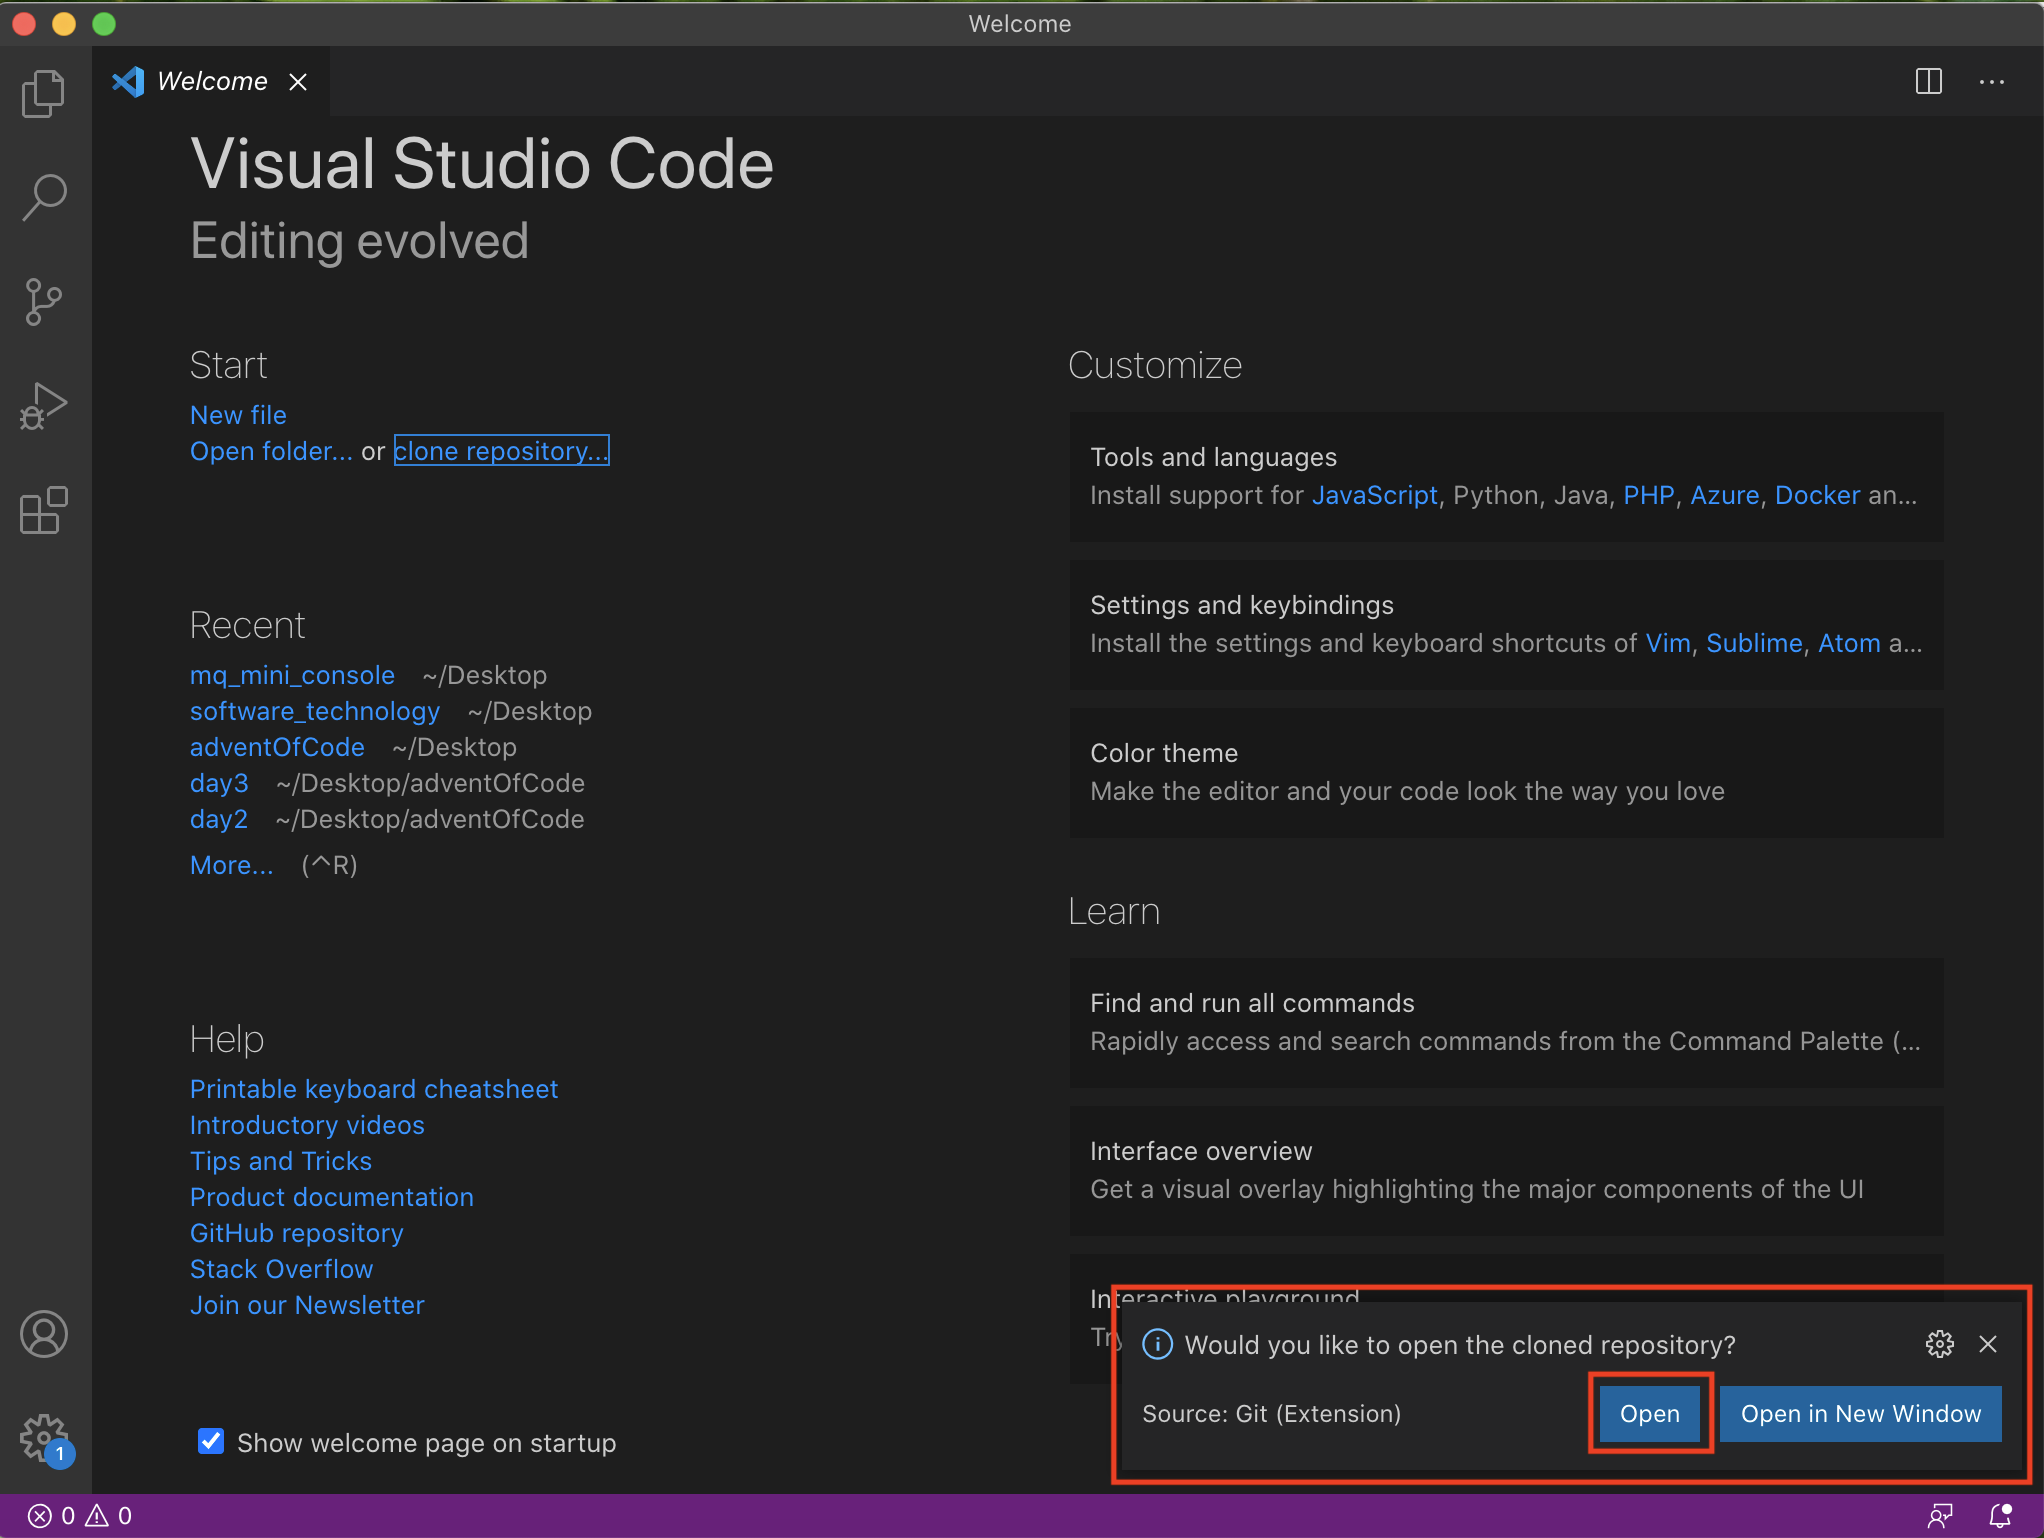 Welcome
Welcome
Visual Studio Code
Editing evolved
Start
New file
Open folder... or clone repository...
Recent
mq_mini_console ~/Desktop
software_technology ~/Desktop
adventOfCode ~/Desktop
day3 ~/Desktop/adventOfCode
day2 ~/Desktop/adventOfCode
More... (^R)
Help
Printable keyboard cheatsheet
Introductory videos
Tips and Tricks
Product documentation
GitHub repository
Stack Overflow
Join our Newsletter
Show welcome page on startup
Customize
Tools and languages
Install support for JavaScript, Python, Java, PHP, Azure, Docker an...
Settings and keybindings
Install the settings and keyboard shortcuts of Vim, Sublime, Atom a...
Color theme
Make the editor and your code look the way you love
Learn
Find and run all commands
Rapidly access and search commands from the Command Palette (...
Interface overview
Get a visual overlay highlighting the major components of the UI
Interactive playground
Try
Would you like to open the cloned repository?
Source: Git (Extension)
Open
Open in New Window
1
0 0